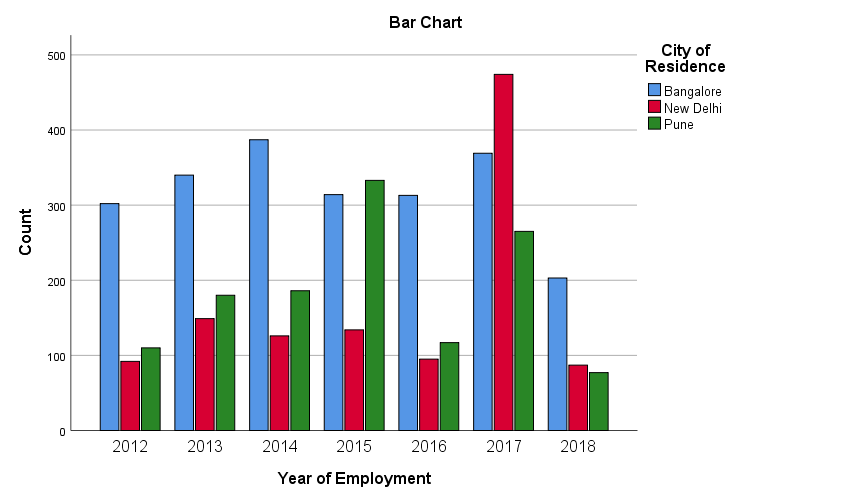 Bar Chart
City of
Residence
Bangalore
New Delhi
Pune
Count
500
400
300
200
100
0
2012 2013 2014 2015 2016 2017 2018
Year of Employment